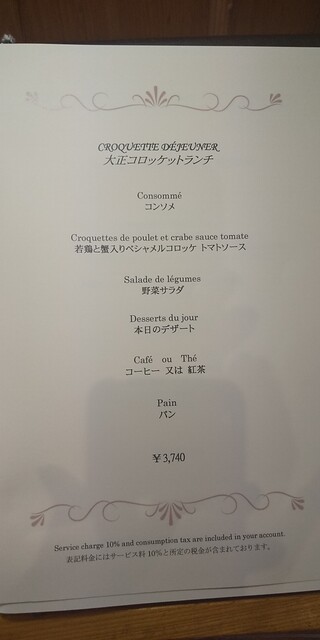 CROQUETTE DÉJEUNER
大正コロッケットランチ
Consommé
コンソメ
Croquettes de poulet et crabe sauce tomate
若鶏と蟹入りベシャメルコロッケ トマトソース
Salade de légumes
野菜サラダ
Desserts du jour
本日のデザート
Café ou Thé
コーヒー 又は 紅茶
Pain
パン
￥3,740
Service charge 10% and consumption tax are included in your account.
表記料金にはサービス料 10%と所定の税金が含まれております。